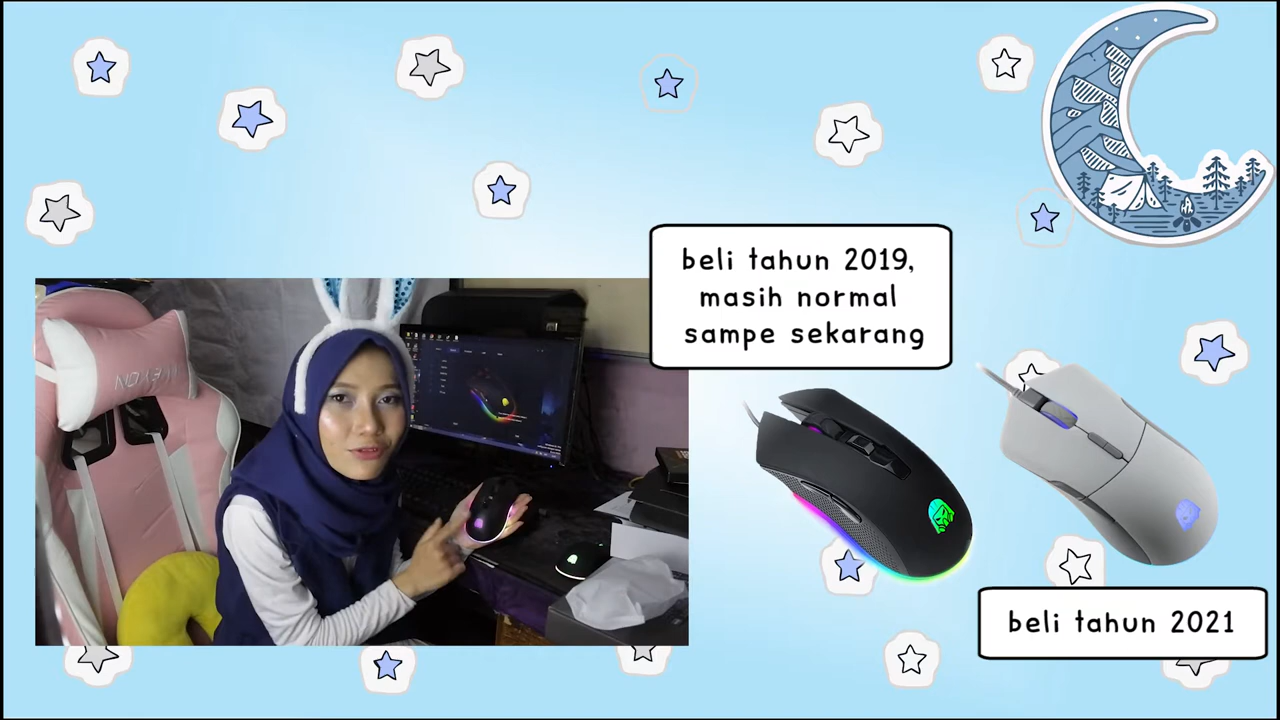 beli tahun 2019,
masih normal
sampe sekarang
beli tahun 2021